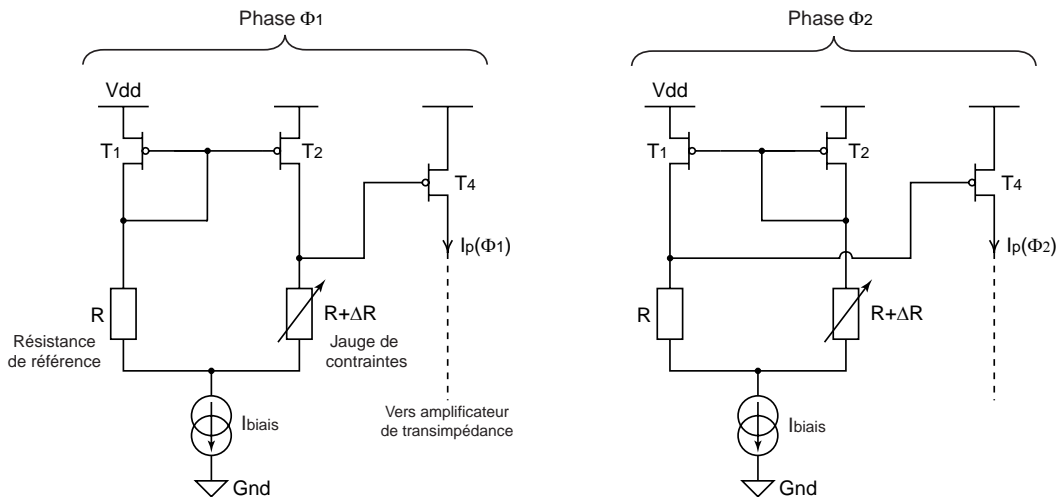 Phase Φ1
Vdd
T1
T2
T4
Ip(Φ1)
R
R+ΔR
Résistance
de référence
Jauge de
contraintes
Ibiais
Vers amplificateur
de transimpédance
Gnd
Phase Φ2
Vdd
T1
T2
T4
Ip(Φ2)
R
R+ΔR
Ibiais
Gnd